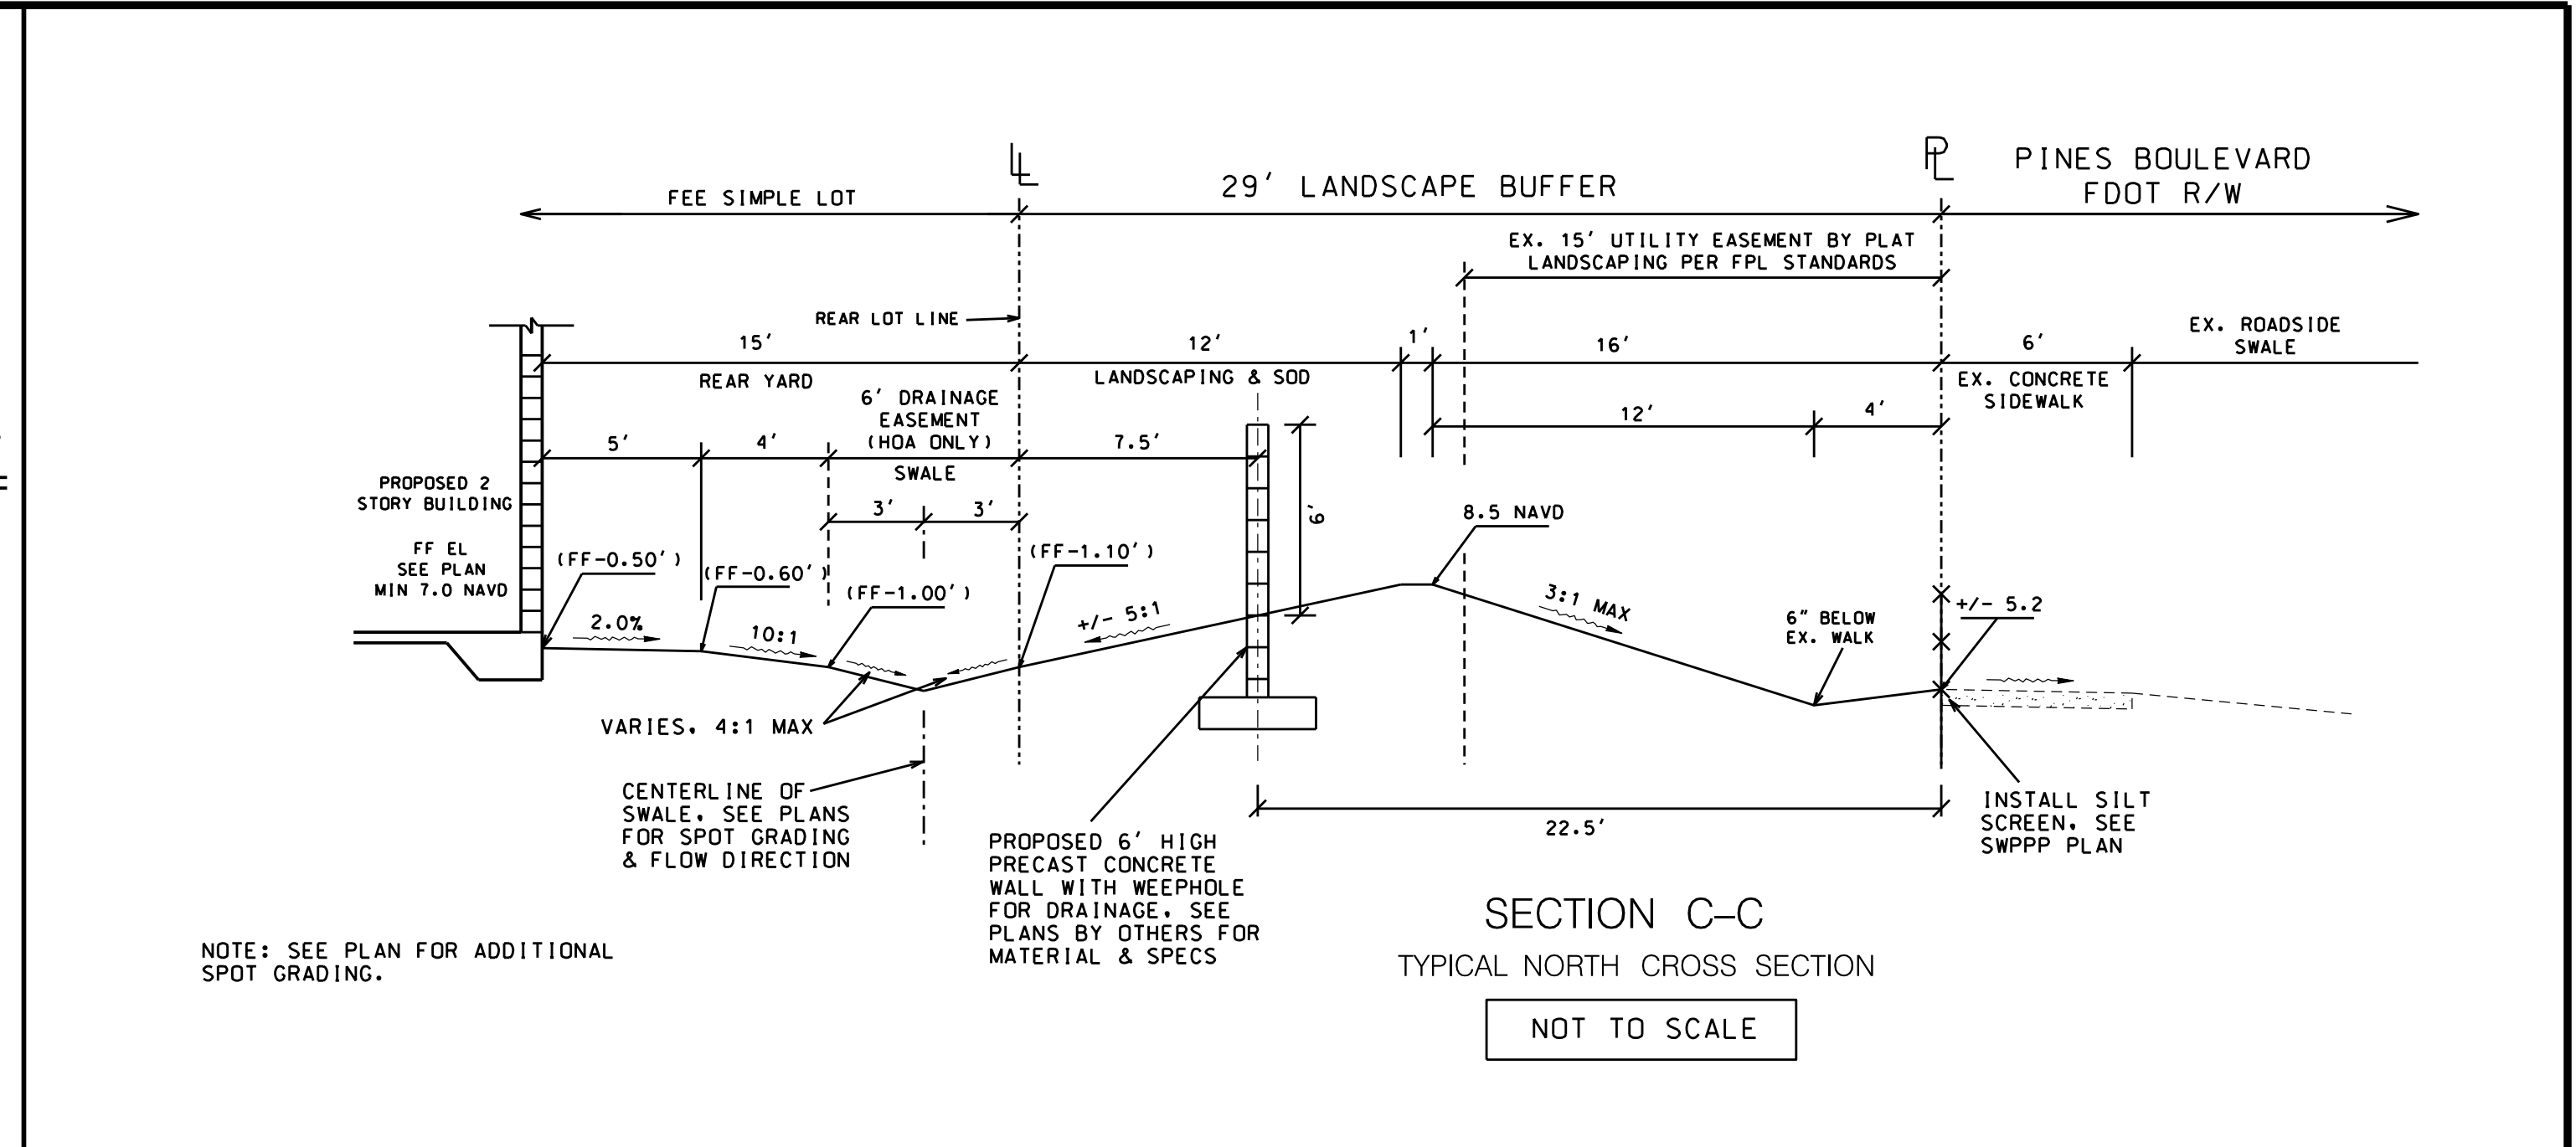 FEE SIMPLE LOT
29' LANDSCAPE BUFFER
PINES BOULEVARD
FDOT R/W
EX. 15' UTILITY EASEMENT BY PLAT
LANDSCAPING PER FPL STANDARDS
REAR LOT LINE
15'
REAR YARD
12'
LANDSCAPING & SOD
1'
16'
6'
EX. CONCRETE
SIDEWALK
EX. ROADSIDE
SWALE
6' DRAINAGE
EASEMENT
(HOA ONLY)
SWALE
5'
4'
7.5'
12'
4'
3'
3'
6'
PROPOSED 2
STORY BUILDING
FF EL
SEE PLAN
MIN 7.0 NAVD
(FF-0.50')
(FF-0.60')
(FF-1.00')
(FF-1.10')
8.5 NAVD
2.0%
10:1
+/- 5:1
3:1 MAX
6" BELOW
EX. WALK
+/- 5.2
VARIES, 4:1 MAX
CENTERLINE OF
SWALE. SEE PLANS
FOR SPOT GRADING
& FLOW DIRECTION
PROPOSED 6' HIGH
PRECAST CONCRETE
WALL WITH WEEPHOLE
FOR DRAINAGE. SEE
PLANS BY OTHERS FOR
MATERIAL & SPECS
22.5'
INSTALL SILT
SCREEN. SEE
SWPPP PLAN
NOTE: SEE PLAN FOR ADDITIONAL
SPOT GRADING.
SECTION C-C
TYPICAL NORTH CROSS SECTION
NOT TO SCALE